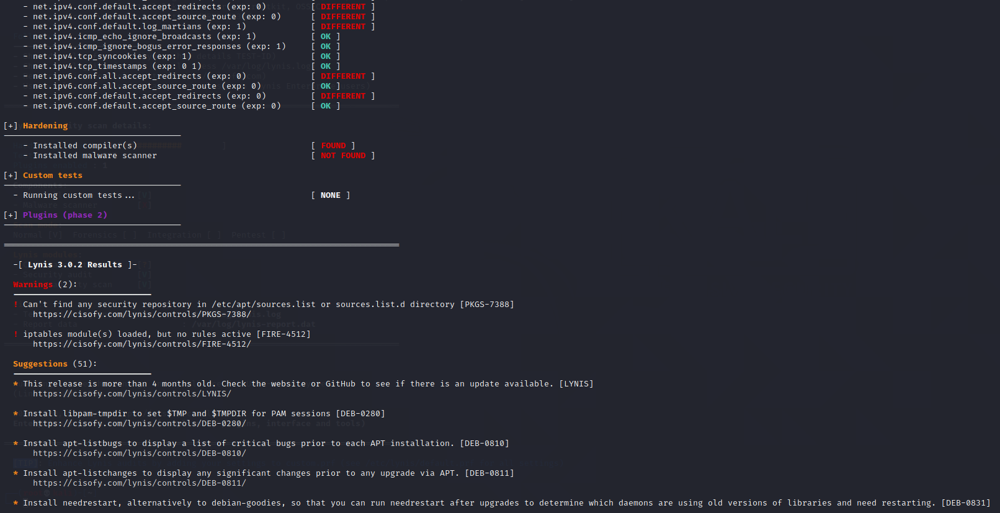 - net.ipv4.conf.default.accept_redirects (exp: 0) [ DIFFERENT ]
- net.ipv4.conf.default.accept_source_route (exp: 0) [ DIFFERENT ]
- net.ipv4.conf.default.log_martians (exp: 1) [ DIFFERENT ]
- net.ipv4.icmp_echo_ignore_broadcasts (exp: 1) [ OK ]
- net.ipv4.icmp_ignore_bogus_error_responses (exp: 1) [ OK ]
- net.ipv4.tcp_syncookies (exp: 1) [ OK ]
- net.ipv4.tcp_timestamps (exp: 0 1) [ OK ]
- net.ipv6.conf.all.accept_redirects (exp: 0) [ DIFFERENT ]
- net.ipv6.conf.all.accept_source_route (exp: 0) [ OK ]
- net.ipv6.conf.default.accept_redirects (exp: 0) [ DIFFERENT ]
- net.ipv6.conf.default.accept_source_route (exp: 0) [ OK ]
[+] Hardening
- Installed compiler(s) [ FOUND ]
- Installed malware scanner [ NOT FOUND ]
[+] Custom tests
- Running custom tests... [ NONE ]
[+] Plugins (phase 2)
-[ Lynis 3.0.2 Results ]-
Warnings (2):
! Can't find any security repository in /etc/apt/sources.list or sources.list.d directory [PKGS-7388]
https://cisofy.com/lynis/controls/PKGS-7388/
! iptables module(s) loaded, but no rules active [FIRE-4512]
https://cisofy.com/lynis/controls/FIRE-4512/
Suggestions (51):
* This release is more than 4 months old. Check the website or GitHub to see if there is an update available. [LYNIS]
https://cisofy.com/lynis/controls/LYNIS/
* Install libpam-tmpdir to set $TMP and $TMPDIR for PAM sessions [DEB-0280]
https://cisofy.com/lynis/controls/DEB-0280/
* Install apt-listbugs to display a list of critical bugs prior to each APT installation. [DEB-0810]
https://cisofy.com/lynis/controls/DEB-0810/
* Install apt-listchanges to display any significant changes prior to any upgrade via APT. [DEB-0811]
https://cisofy.com/lynis/controls/DEB-0811/
* Install needrestart, alternatively to debian-goodies, so that you can run needrestart after upgrades to determine which daemons are using old versions of libraries and need restarting. [DEB-0831]